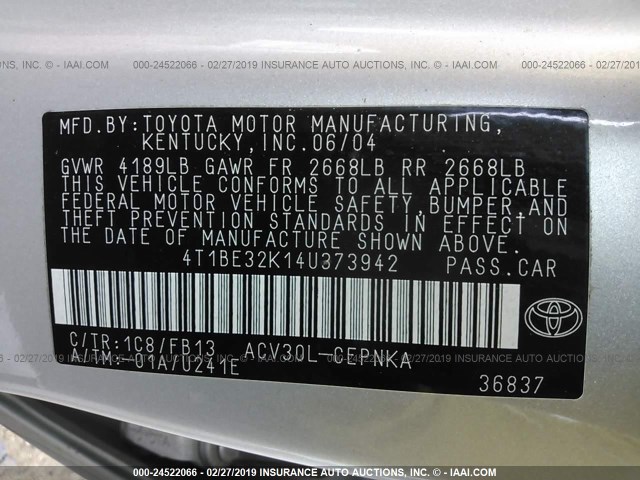 000-24522066 - 02/27/2019 INSURANCE AUTO AUCTIONS, INC. - © IAAI.COM
MFD.BY:TOYOTA MOTOR MANUFACTURING,
KENTUCKY,INC.06/04
GVWR 4189LB GAWR FR 2668LB RR 2668LB
THIS VEHICLE CONFORMS TO ALL APPLICABLE
FEDERAL MOTOR VEHICLE SAFETY,BUMPER,AND
THEFT PREVENTION STANDARDS IN EFFECT ON
THE DATE OF MANUFACTURE SHOWN ABOVE.
4T1BE32K14U373942 PASS.CAR
C/TR:1C8/FB13 ACV30L-CEPNKA
A/TM:-01A/U241E
36837
000-24522066 - 02/27/2019 INSURANCE AUTO AUCTIONS, INC. - © IAAI.COM